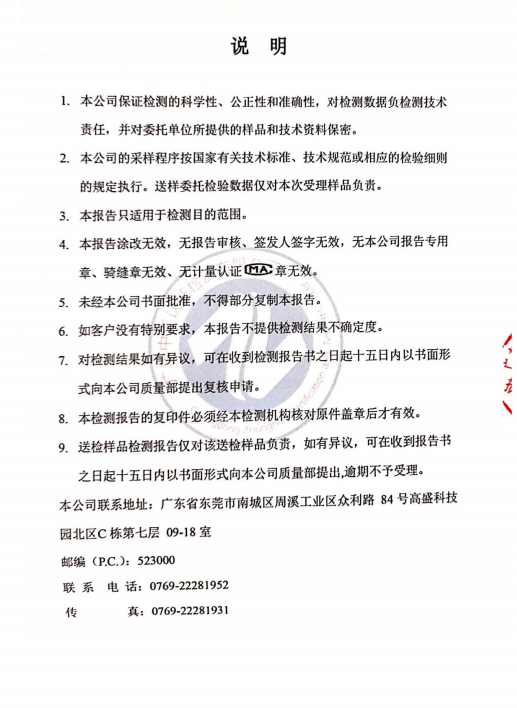 说 明
1. 本公司保证检测的科学性、公正性和准确性，对检测数据负检测技术
责任，并对委托单位所提供的样品和技术资料保密。
2. 本公司的采样程序按国家有关技术标准、技术规范或相应的检验细则
的规定执行。送样委托检验数据仅对本次受理样品负责。
3. 本报告只适用于检测目的范围。
4. 本报告涂改无效，无报告审核、签发人签字无效，无本公司报告专用
章、骑缝章无效、无计量认证 MA 章无效。
5. 未经本公司书面批准，不得部分复制本报告。
6. 如客户没有特别要求，本报告不提供检测结果不确定度。
7. 对检测结果如有异议，可在收到检测报告书之日起十五日内以书面形
式向本公司质量部提出复核申请。
8. 本检测报告的复印件必须经本检测机构核对原件盖章后才有效。
9. 送检样品检测报告仅对该送检样品负责，如有异议，可在收到报告书
之日起十五日内以书面形式向本公司质量部提出,逾期不予受理。
本公司联系地址：广东省东莞市南城区周溪工业区众利路 84 号高盛科技
园北区C 栋第七层 09-18 室
邮编（P.C.）：523000
联 系 电 话：0769-22281952
传 真：0769-22281931